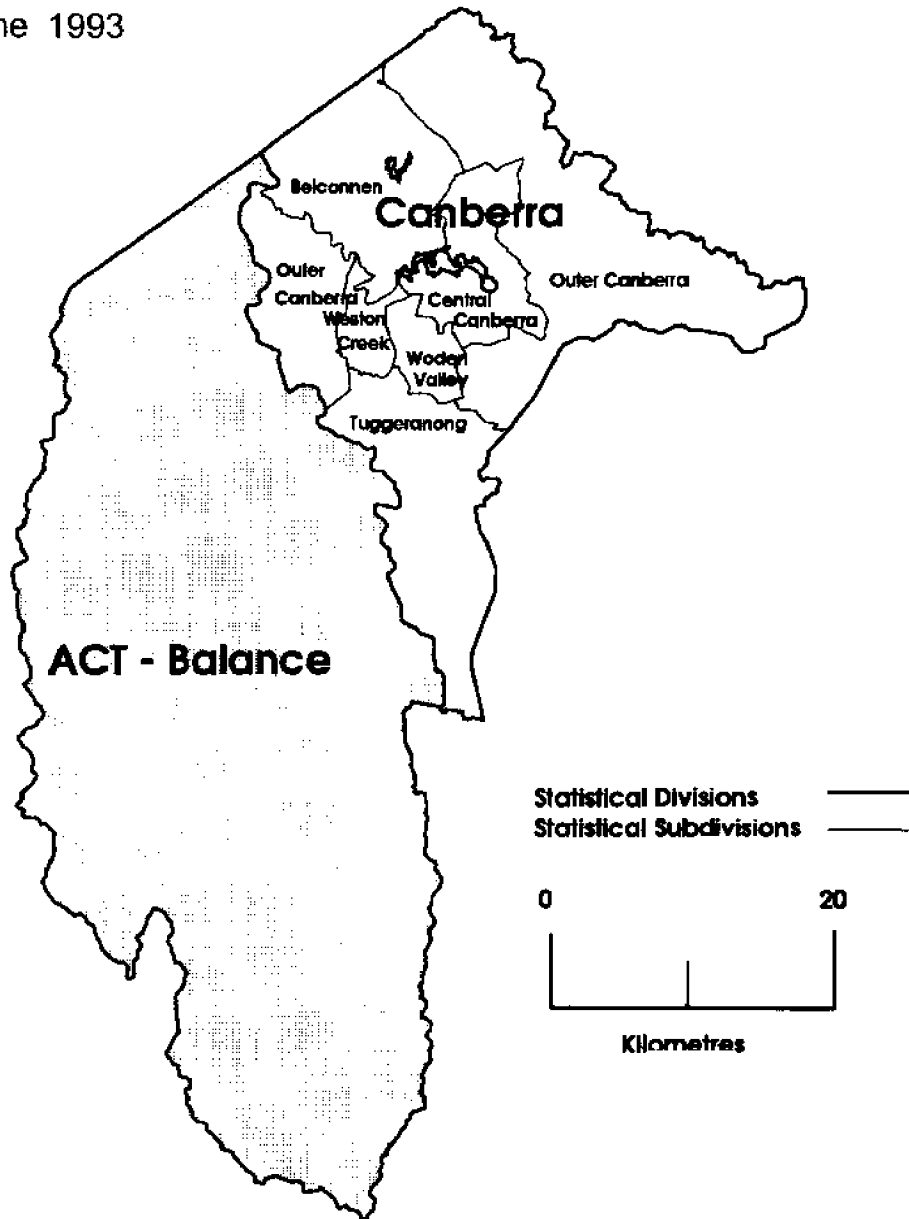 1993
Belconnen
Canberra
Outer
Canberra
Outer Canberra
Central
Canberra
Weston
Creek
Woden
Valley
Tuggeranong
ACT - Balance
Statistical Divisions
Statistical Subdivisions
0 20
Kilometres